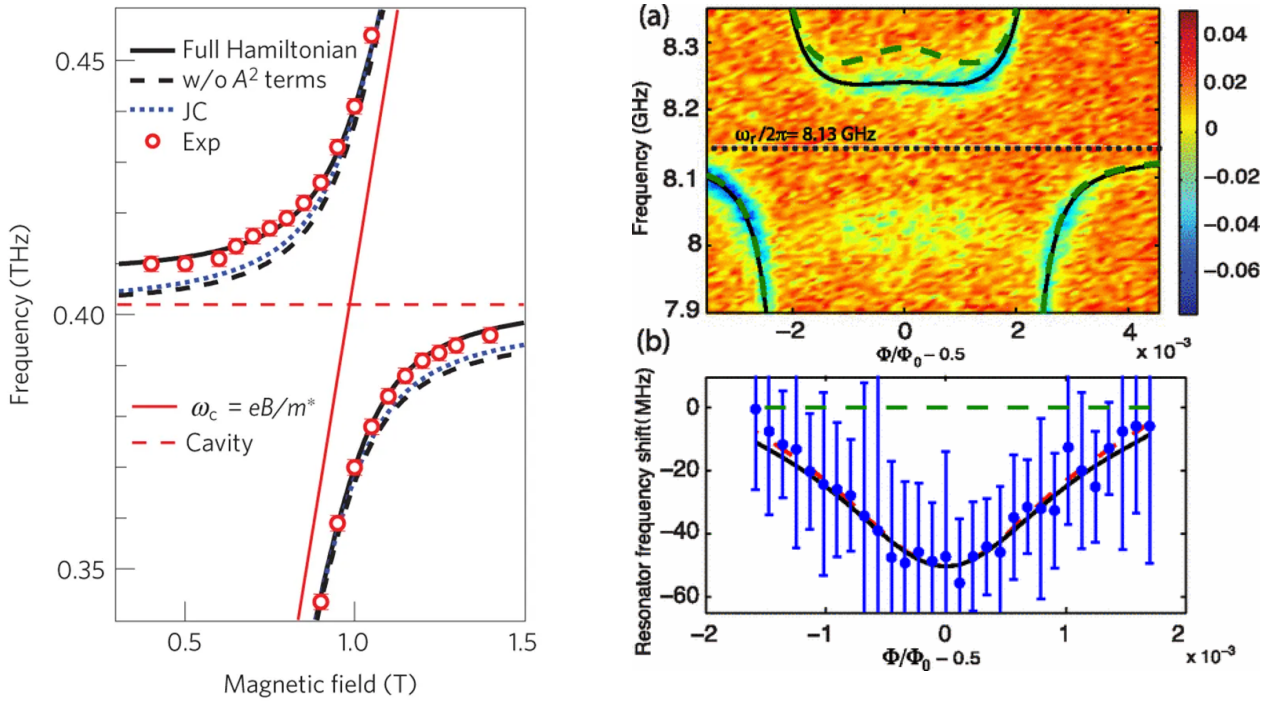 Full Hamiltonian
w/o A² terms
JC
Exp
ω_c = eB/m*
Cavity
Frequency (THz)
0.45
0.40
0.35
0.5
1.0
1.5
Magnetic field (T)
(a)
Frequency (GHz)
8.3
8.2
8.1
8
7.9
ω_r/2π= 8.13 GHz
−2
0
2
4
Φ/Φ₀ − 0.5
x 10⁻³
0.04
0.02
0
−0.02
−0.04
−0.06
(b)
Resonator frequency shift(MHz)
0
−20
−40
−60
−2
−1
0
1
2
Φ/Φ₀ − 0.5
x 10⁻³